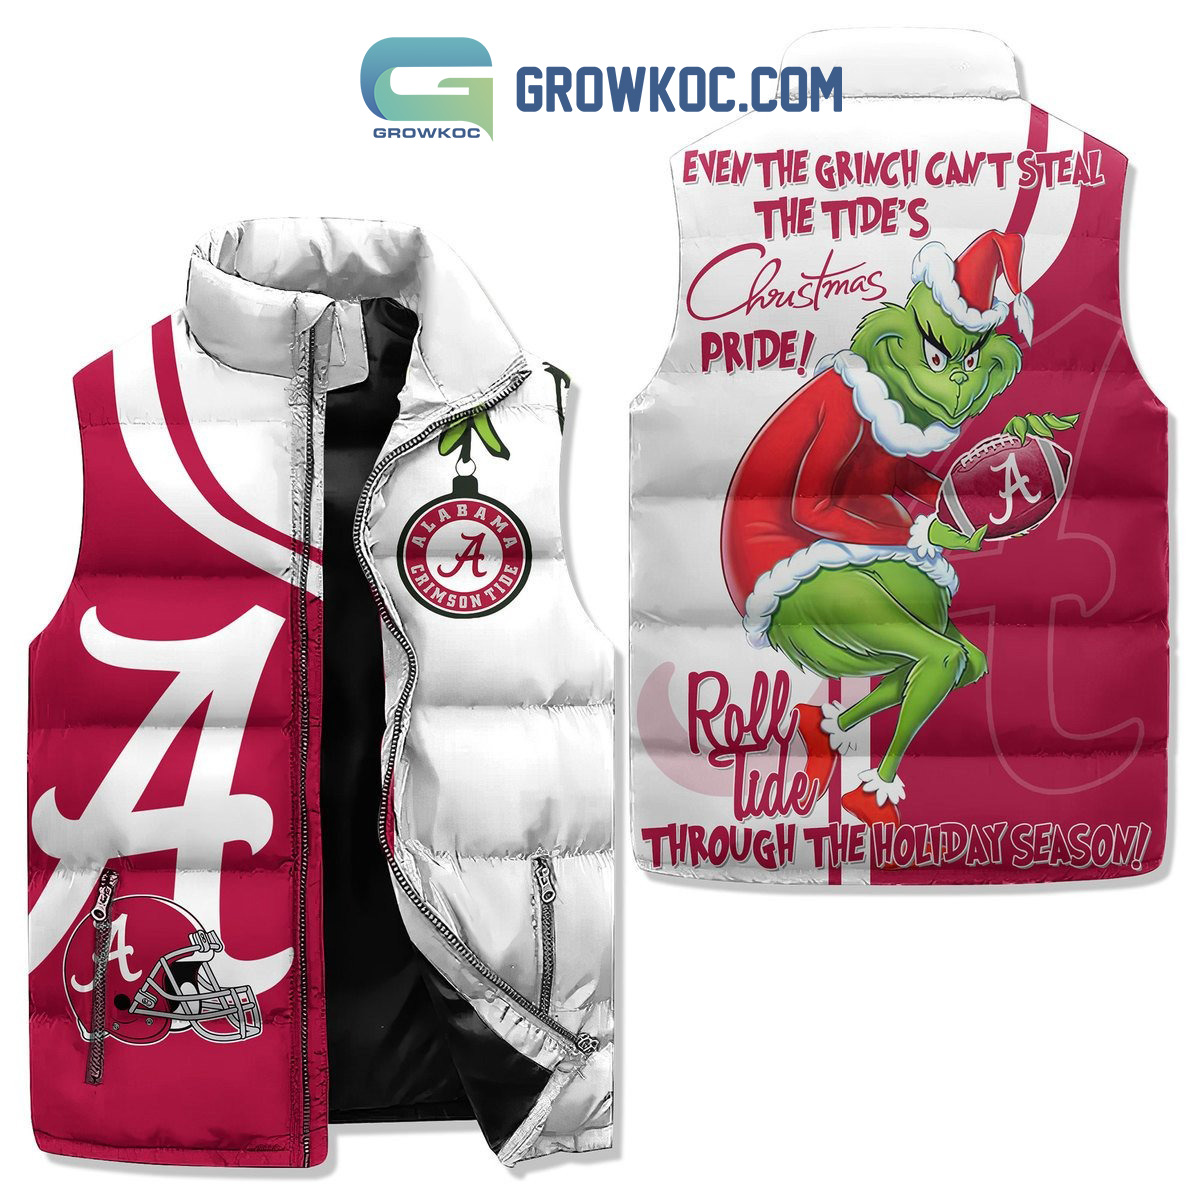 GROWKOC
GROWKOC.COM
EVEN THE GRINCH CAN'T STEAL
THE TIDE'S
Christmas
PRIDE!
A
Roll
Tide
THROUGH THE HOLIDAY SEASON!
ALABAMA
A
CRIMSON TIDE
A
A